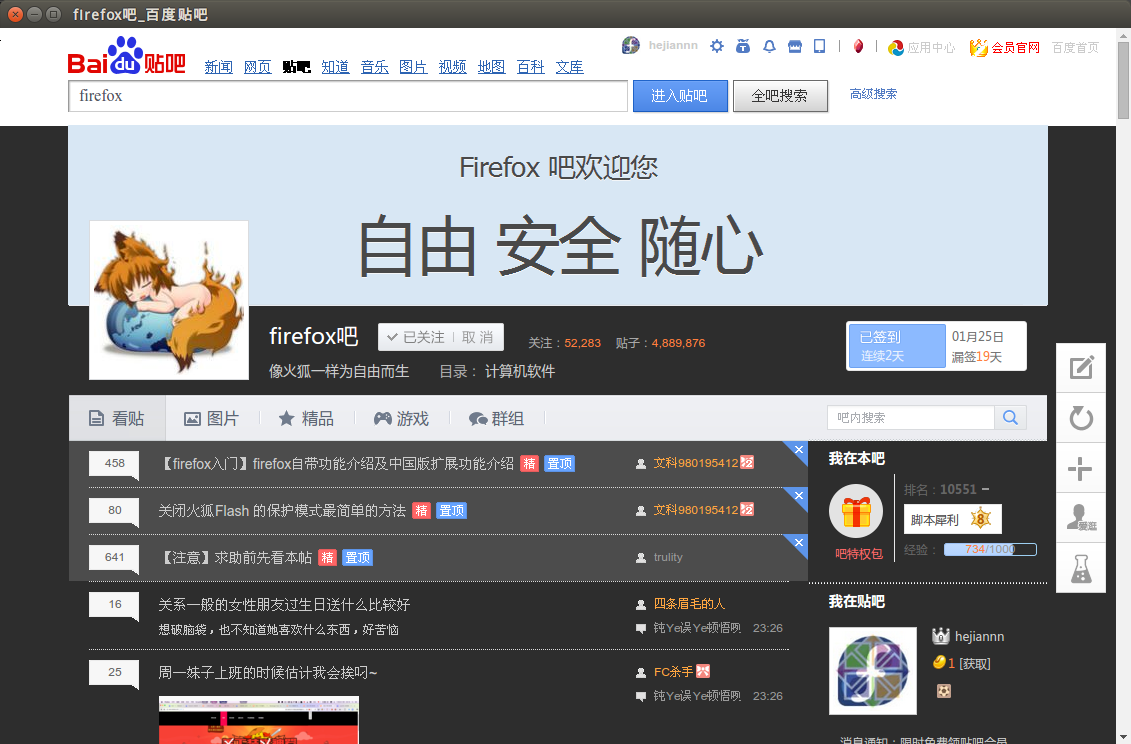 firefox吧_百度贴吧
Bai du 贴吧
新闻 网页 贴吧 知道 音乐 图片 视频 地图 百科 文库
hejiannn 应用中心 会员官网 百度首页
firefox 进入贴吧 全吧搜索 高级搜索
Firefox 吧欢迎您
自由 安全 随心
firefox吧 已关注 取消 关注：52,283 贴子：4,889,876
像火狐一样为自由而生 目录： 计算机软件
已签到 连续2天
01月25日
漏签19天
看贴 图片 精品 游戏 群组 吧内搜索
458 【firefox入门】firefox自带功能介绍及中国版扩展功能介绍 精 置顶 文科980195412
80 关闭火狐Flash 的保护模式最简单的方法 精 置顶 文科980195412
641 【注意】求助前先看本帖 精 置顶 trulity
16 关系一般的女性朋友过生日送什么比较好 四条眉毛的人
想破脑袋，也不知道她喜欢什么东西，好苦恼 钝Ye误Ye顿悟咧 23:26
25 周一妹子上班的时候估计我会挨叼~ FC杀手
钝Ye误Ye顿悟咧 23:26
我在本吧
排名：10551
脚本犀利 8
吧特权包
经验： 734/1000
我在贴吧
hejiannn
1 [获取]
消息通知：限时免费领贴吧会员
爱逛